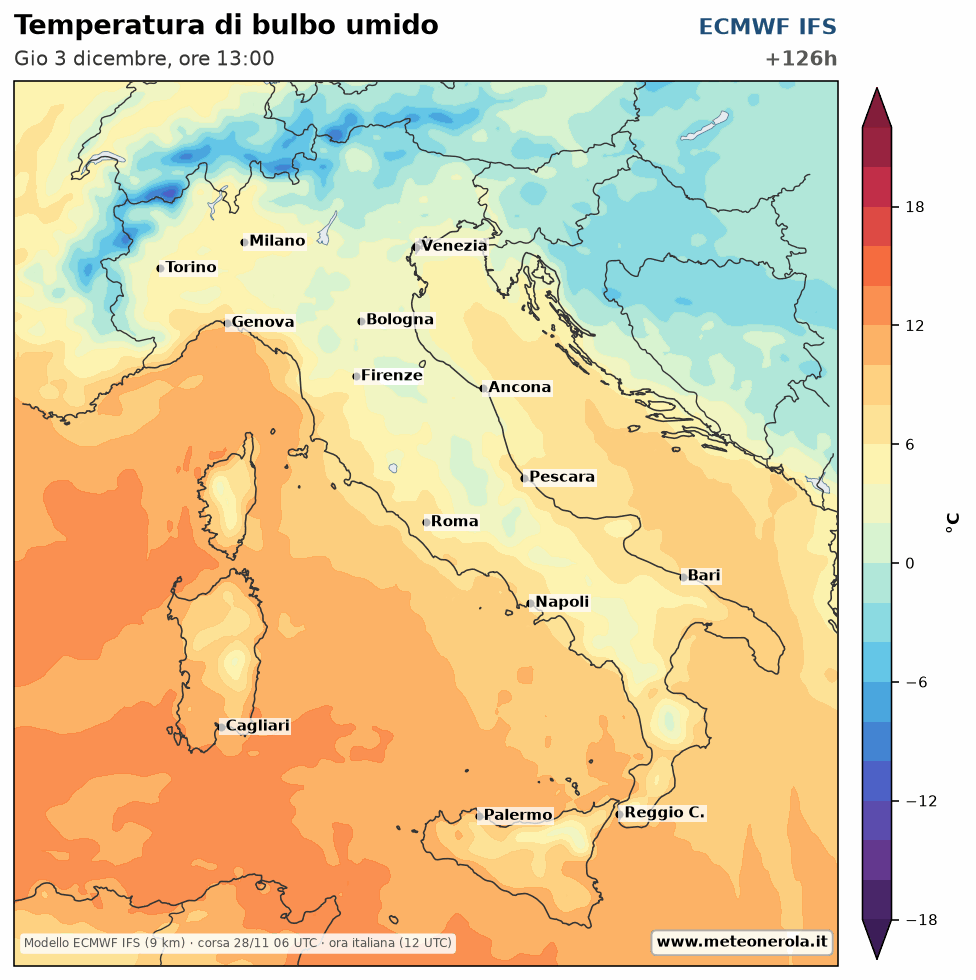 Temperatura di bulbo umido
ECMWF IFS
Gio 3 dicembre, ore 13:00
+126h
Milano
Venezia
Torino
Genova
Bologna
Firenze
Ancona
Pescara
Roma
Bari
Napoli
Cagliari
Palermo
Reggio C.
18
12
6
0
−6
−12
−18
°C
Modello ECMWF IFS (9 km) · corsa 28/11 06 UTC · ora italiana (12 UTC)
www.meteonerola.it